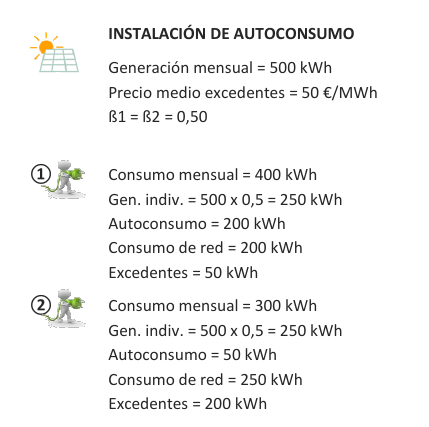 INSTALACIÓN DE AUTOCONSUMO
Generación mensual = 500 kWh
Precio medio excedentes = 50 €/MWh
ß1 = ß2 = 0,50
1
Consumo mensual = 400 kWh
Gen. indiv. = 500 x 0,5 = 250 kWh
Autoconsumo = 200 kWh
Consumo de red = 200 kWh
Excedentes = 50 kWh
2
Consumo mensual = 300 kWh
Gen. indiv. = 500 x 0,5 = 250 kWh
Autoconsumo = 50 kWh
Consumo de red = 250 kWh
Excedentes = 200 kWh